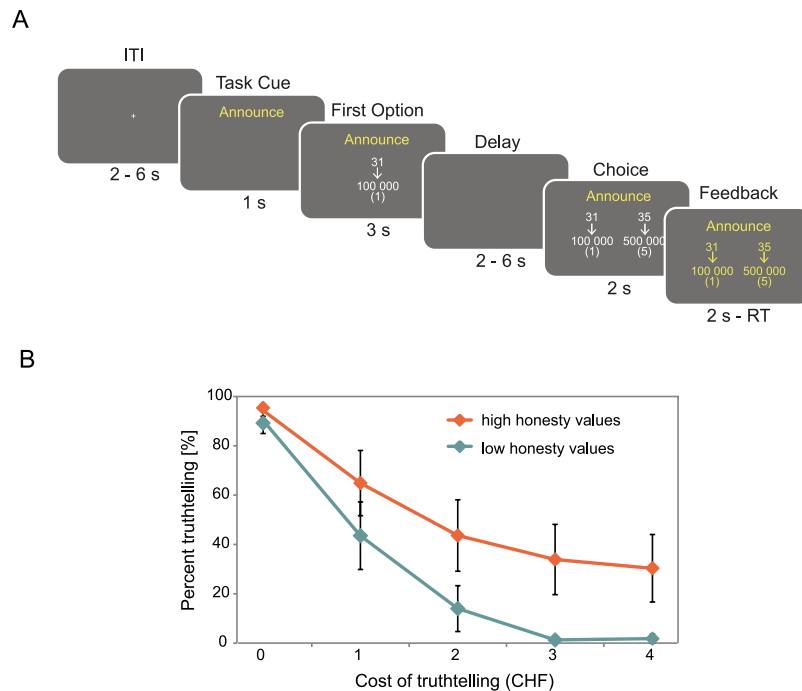 A
ITI
+
2 - 6 s
Task Cue
Announce
1 s
First Option
Announce
31
100 000
(1)
3 s
Delay
2 - 6 s
Choice
Announce
31 35
100 000 500 000
(1) (5)
2 s
Feedback
Announce
31 35
100 000 500 000
(1) (5)
2 s - RT
B
Percent truthtelling [%]
100
80
60
40
20
0
high honesty values
low honesty values
0 1 2 3 4
Cost of truthtelling (CHF)